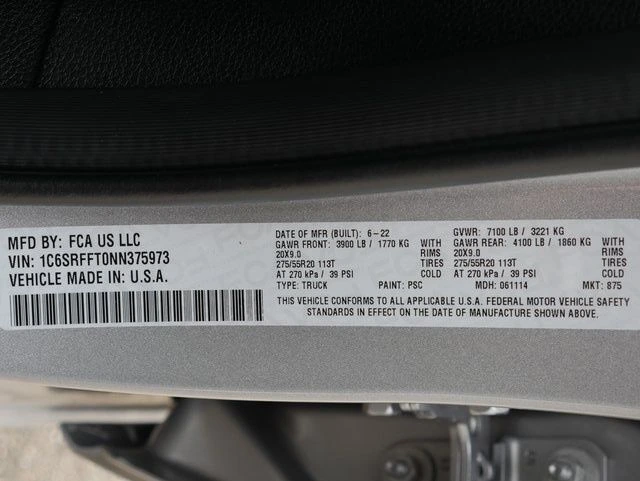 MFD BY: FCA US LLC
VIN: 1C6SRFFT0NN375973
VEHICLE MADE IN: U.S.A.
DATE OF MFR (BUILT): 6-22 GVWR: 7100 LB / 3221 KG
GAWR FRONT: 3900 LB / 1770 KG GAWR REAR: 4100 LB / 1860 KG
20X9.0 RIMS 20X9.0 RIMS
275/55R20 113T TIRES 275/55R20 113T TIRES
AT 270 kPa / 39 PSI COLD AT 270 kPa / 39 PSI COLD
TYPE: TRUCK PAINT: PSC MDH: 061114 MKT: 875
THIS VEHICLE CONFORMS TO ALL APPLICABLE U.S.A. FEDERAL MOTOR VEHICLE SAFETY
STANDARDS IN EFFECT ON THE DATE OF MANUFACTURE SHOWN ABOVE.